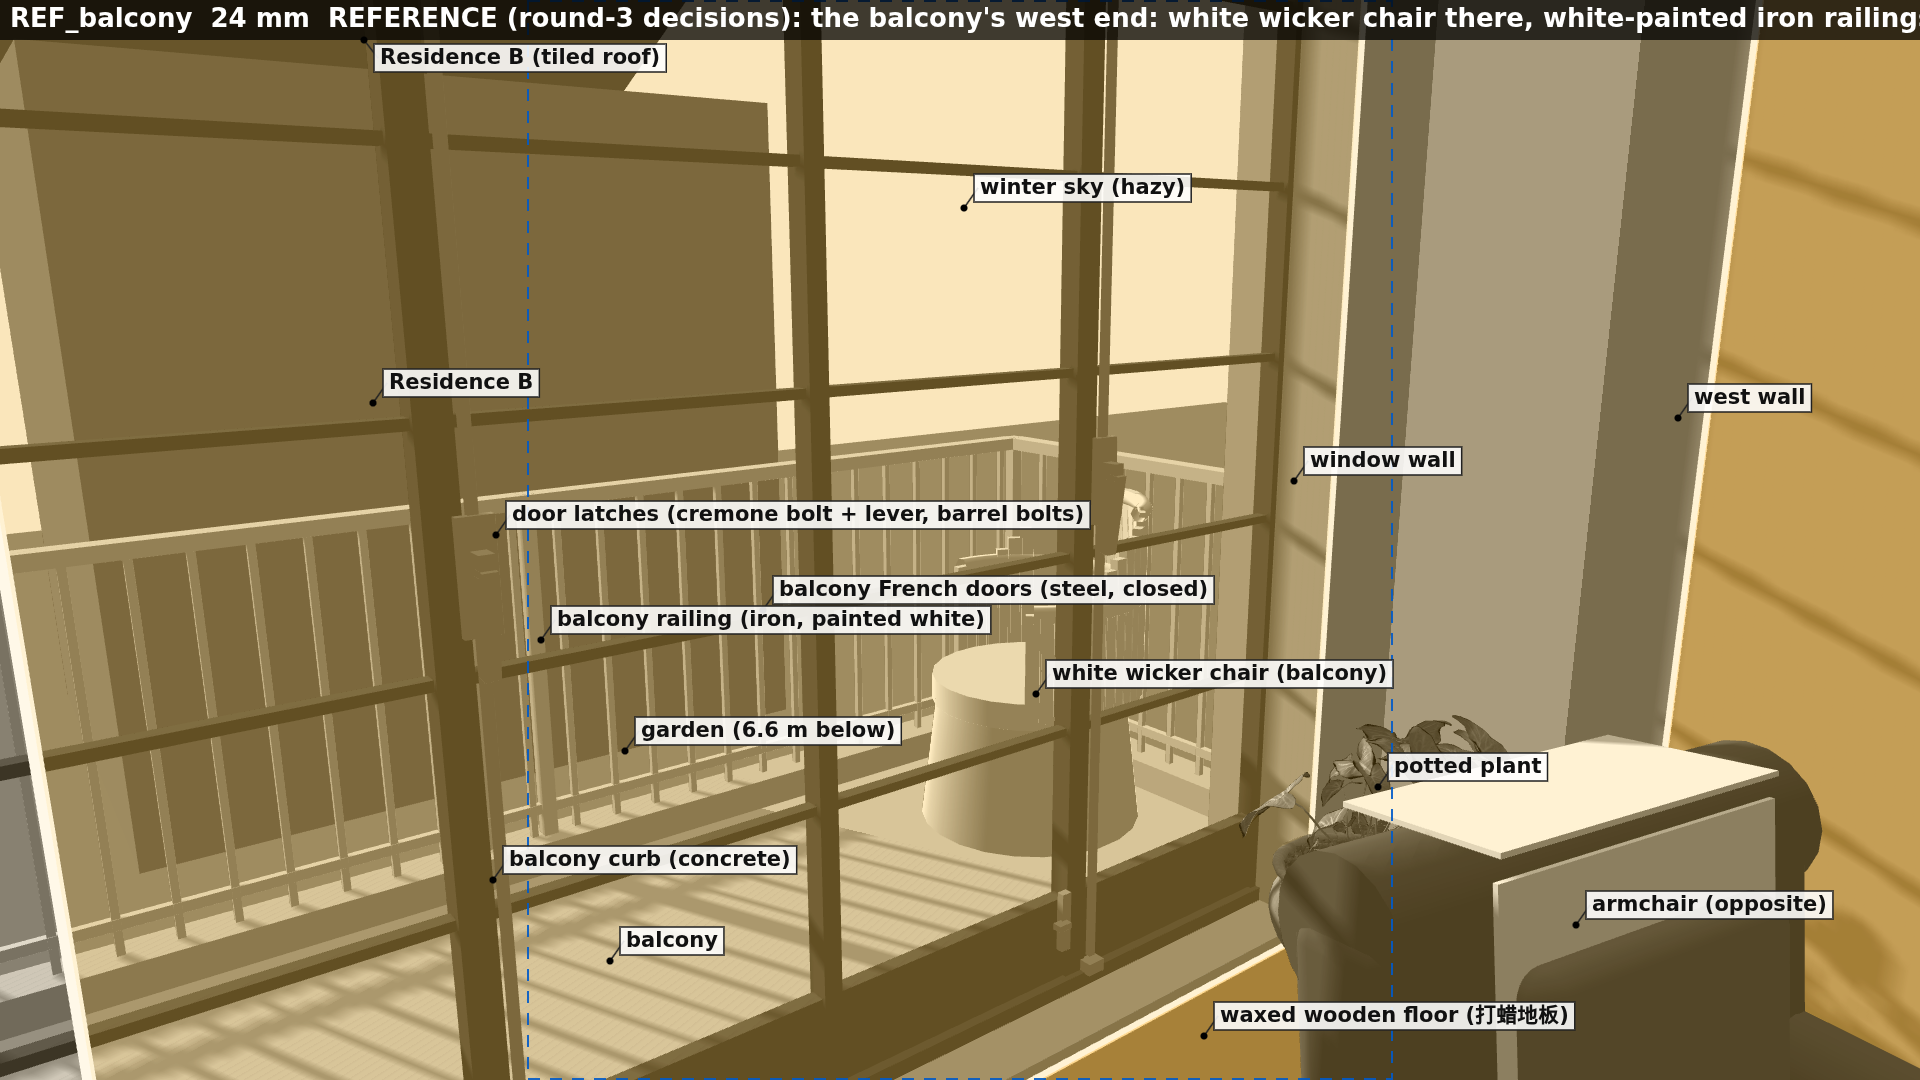 REF_balcony 24 mm REFERENCE (round-3 decisions): the balcony's west end: white wicker chair there, white-painted iron railings
Residence B (tiled roof)
winter sky (hazy)
Residence B
west wall
window wall
door latches (cremone bolt + lever, barrel bolts)
balcony French doors (steel, closed)
balcony railing (iron, painted white)
white wicker chair (balcony)
garden (6.6 m below)
potted plant
balcony curb (concrete)
armchair (opposite)
balcony
waxed wooden floor (打蜡地板)